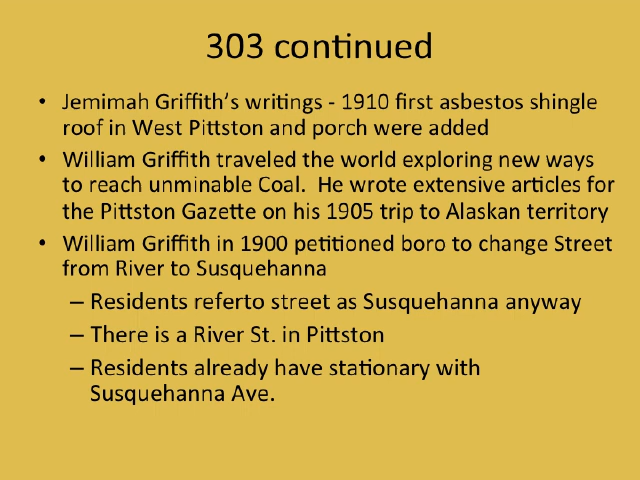 303 continued
• Jemimah Griffith’s writings - 1910 first asbestos shingle
roof in West Pittston and porch were added
• William Griffith traveled the world exploring new ways
to reach unminable Coal.  He wrote extensive articles for
the Pittston Gazette on his 1905 trip to Alaskan territory
• William Griffith in 1900 petitioned boro to change Street
from River to Susquehanna
– Residents referto street as Susquehanna anyway
– There is a River St. in Pittston
– Residents already have stationary with
Susquehanna Ave.